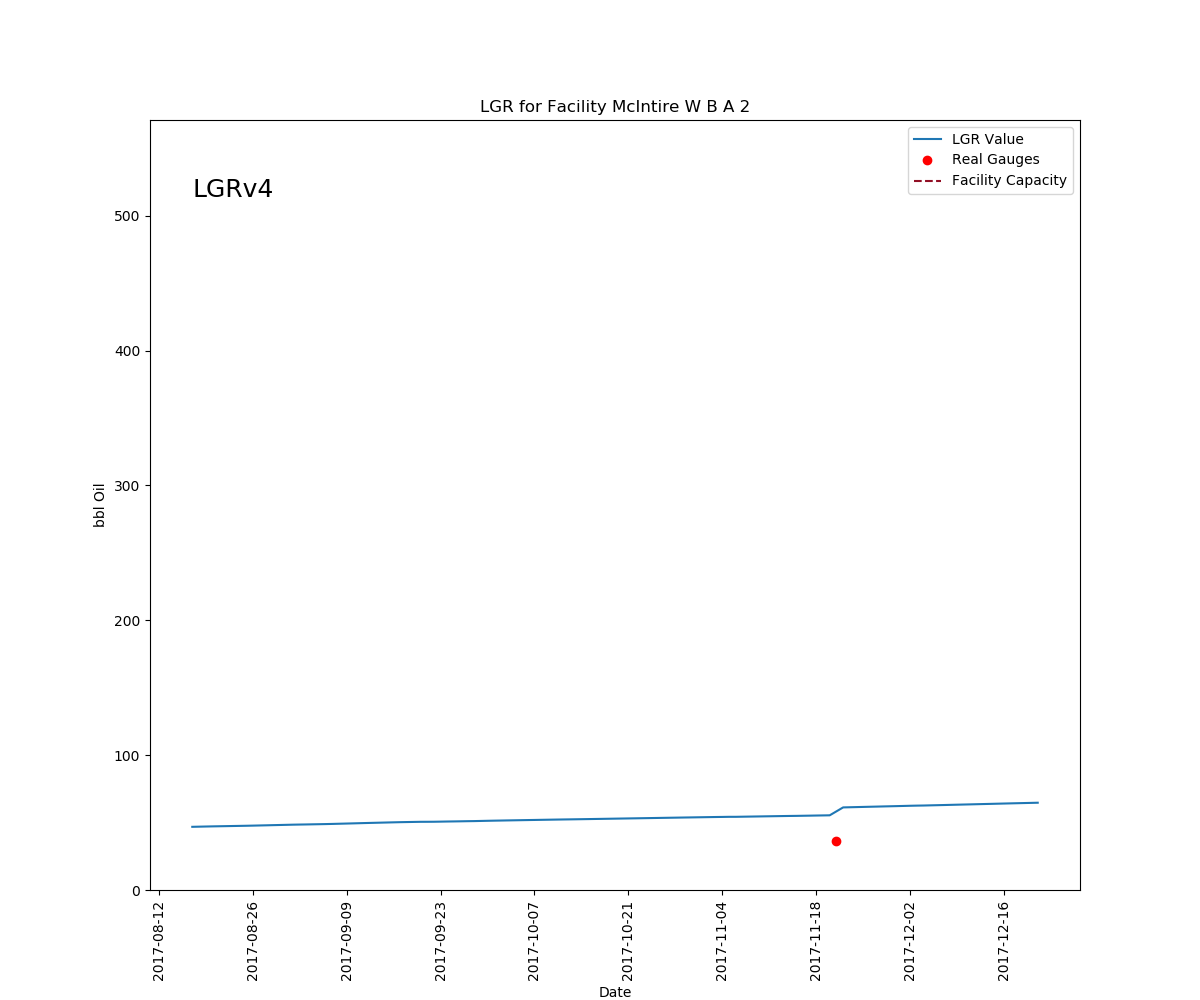 LGR for Facility McIntire W B A 2
LGR Value
Real Gauges
Facility Capacity
LGRv4
500
400
300
200
100
0
bbl Oil
2017-08-12
2017-08-26
2017-09-09
2017-09-23
2017-10-07
2017-10-21
2017-11-04
2017-11-18
2017-12-02
2017-12-16
Date